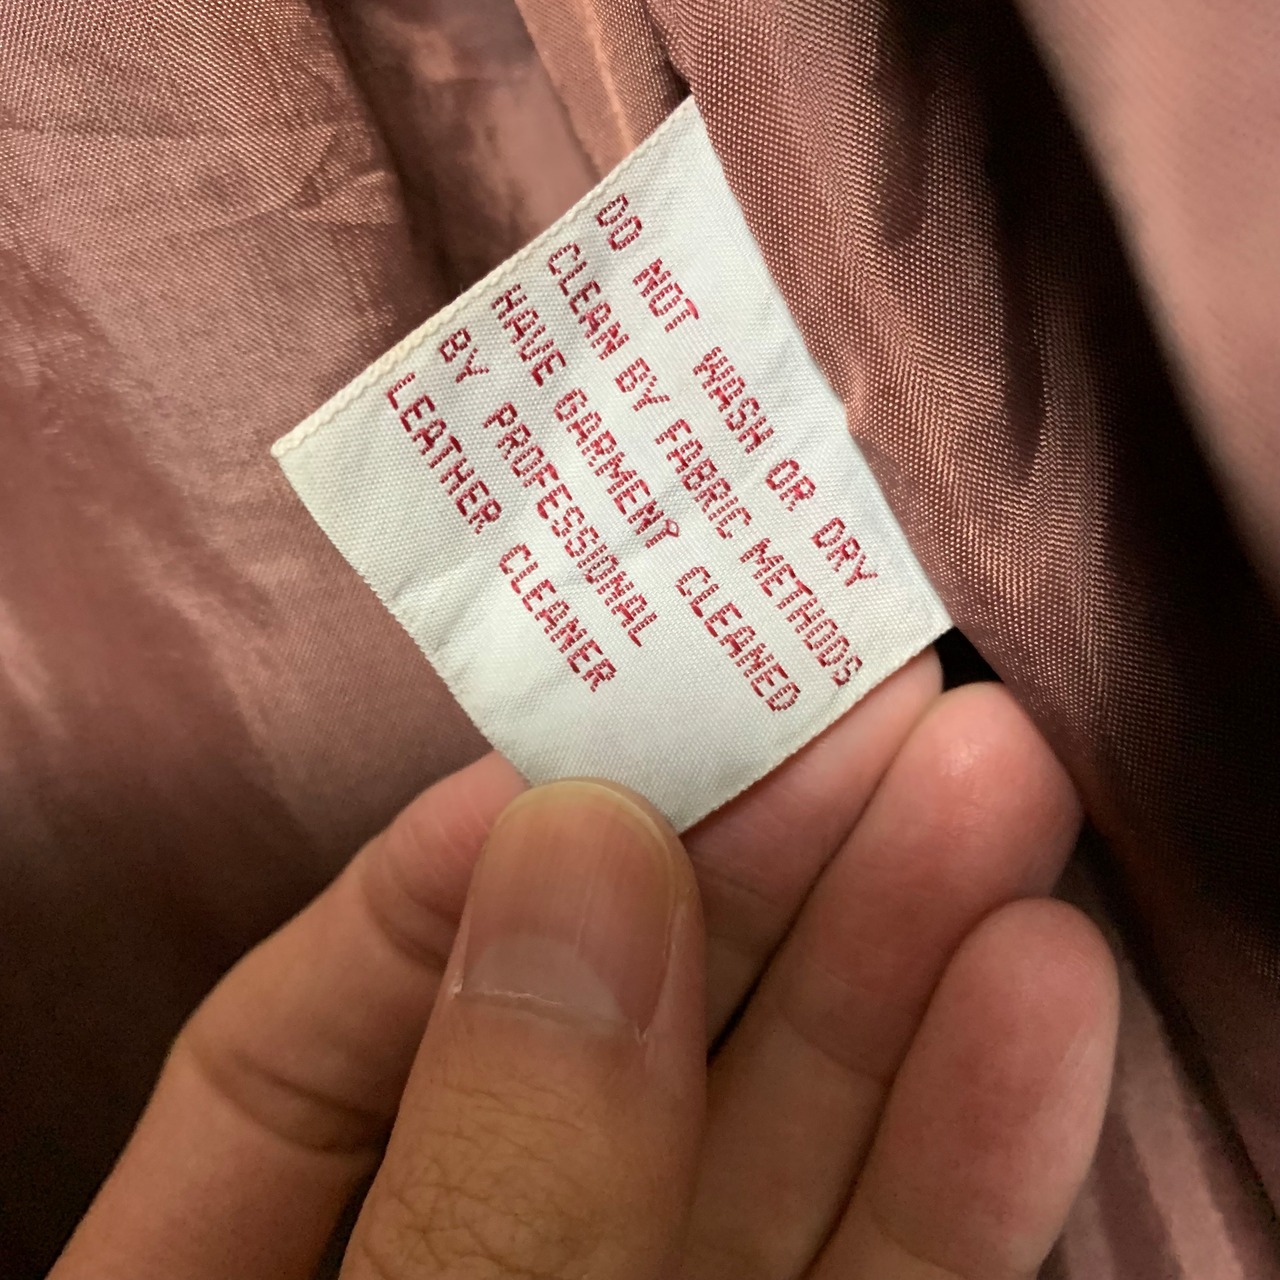 DO NOT WASH OR DRY
CLEAN BY FABRIC METHODS
HAVE GARMENT CLEANED
BY PROFESSIONAL
LEATHER CLEANER